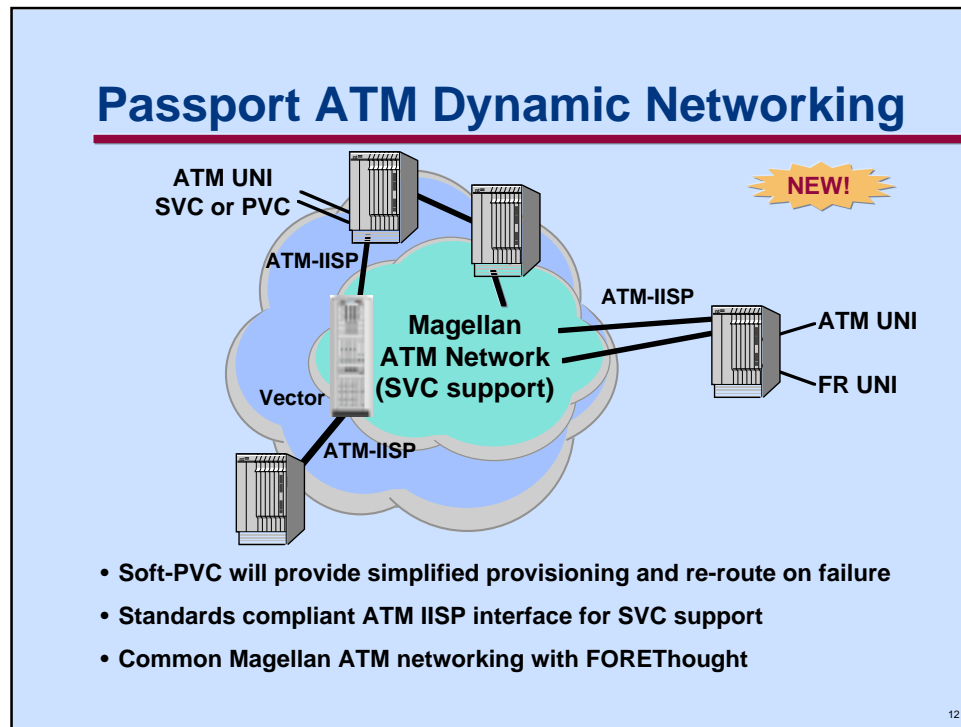 Passport ATM Dynamic Networking
NEW!
ATM UNI
SVC or PVC
ATM-IISP
ATM-IISP
Magellan
ATM Network
(SVC support)
ATM UNI
FR UNI
Vector
ATM-IISP
• Soft-PVC will provide simplified provisioning and re-route on failure
• Standards compliant ATM IISP interface for SVC support
• Common Magellan ATM networking with FOREThought
12